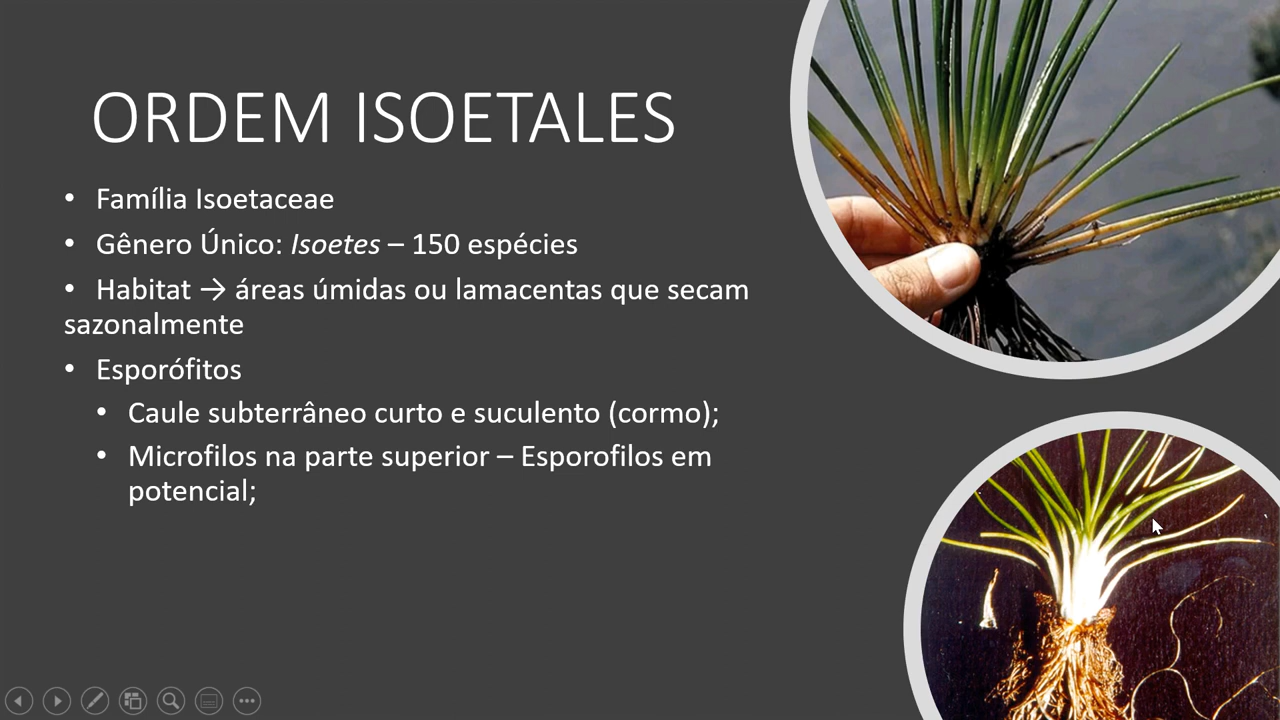 ORDEM ISOETALES
• Família Isoetaceae
• Gênero Único: Isoetes – 150 espécies
• Habitat → áreas úmidas ou lamacentas que secam
sazonalmente
• Esporófitos
• Caule subterrâneo curto e suculento (cormo);
• Microfilos na parte superior – Esporofilos em
potencial;